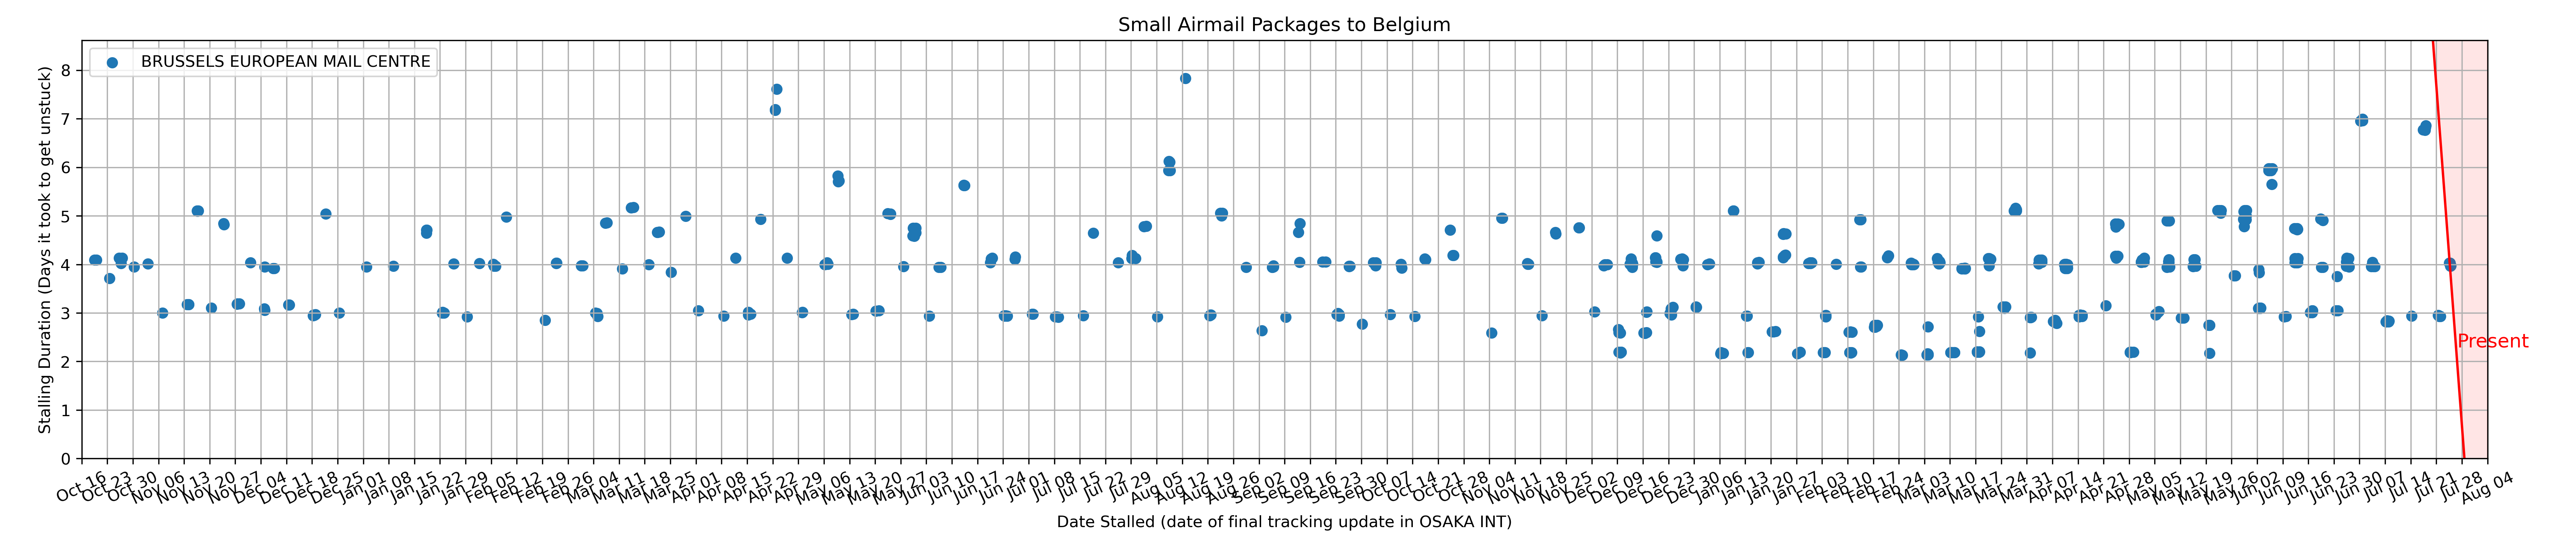 Small Airmail Packages to Belgium
BRUSSELS EUROPEAN MAIL CENTRE
Stalling Duration (Days it took to get unstuck)
8
7
6
5
4
3
2
1
0
Present
Oct 16
Oct 23
Oct 30
Nov 06
Nov 13
Nov 20
Nov 27
Dec 04
Dec 11
Dec 18
Dec 25
Jan 01
Jan 08
Jan 15
Jan 22
Jan 29
Feb 05
Feb 12
Feb 19
Feb 26
Mar 04
Mar 11
Mar 18
Mar 25
Apr 01
Apr 08
Apr 15
Apr 22
Apr 29
May 06
May 13
May 20
May 27
Jun 03
Jun 10
Jun 17
Jun 24
Jul 01
Jul 08
Jul 15
Jul 22
Jul 29
Aug 05
Aug 12
Aug 19
Aug 26
Sep 02
Sep 09
Sep 16
Sep 23
Sep 30
Oct 07
Oct 14
Oct 21
Oct 28
Nov 04
Nov 11
Nov 18
Nov 25
Dec 02
Dec 09
Dec 16
Dec 23
Dec 30
Jan 06
Jan 13
Jan 20
Jan 27
Feb 03
Feb 10
Feb 17
Feb 24
Mar 03
Mar 10
Mar 17
Mar 24
Mar 31
Apr 07
Apr 14
Apr 21
Apr 28
May 05
May 12
May 19
May 26
Jun 02
Jun 09
Jun 16
Jun 23
Jun 30
Jul 07
Jul 14
Jul 21
Jul 28
Aug 04
Date Stalled (date of final tracking update in OSAKA INT)